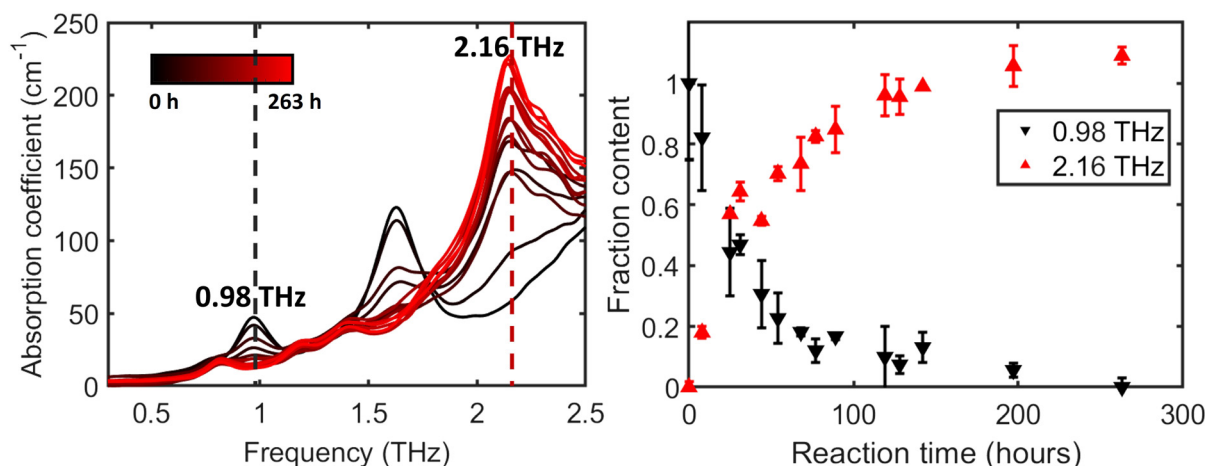 250
200
150
100
50
0
Absorption coefficient (cm⁻¹)
0 h
263 h
2.16 THz
0.98 THz
0.5
1
1.5
2
2.5
Frequency (THz)
1
0.8
0.6
0.4
0.2
0
Fraction content
0.98 THz
2.16 THz
0
100
200
300
Reaction time (hours)